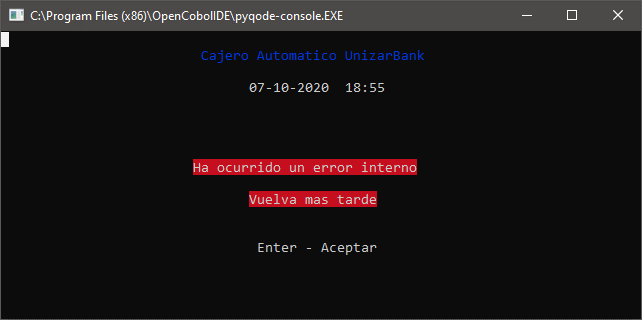 C:\Program Files (x86)\OpenCobolIDE\pyqode-console.EXE
Cajero Automatico UnizarBank
07-10-2020  18:55
Ha ocurrido un error interno
Vuelva mas tarde
Enter - Aceptar